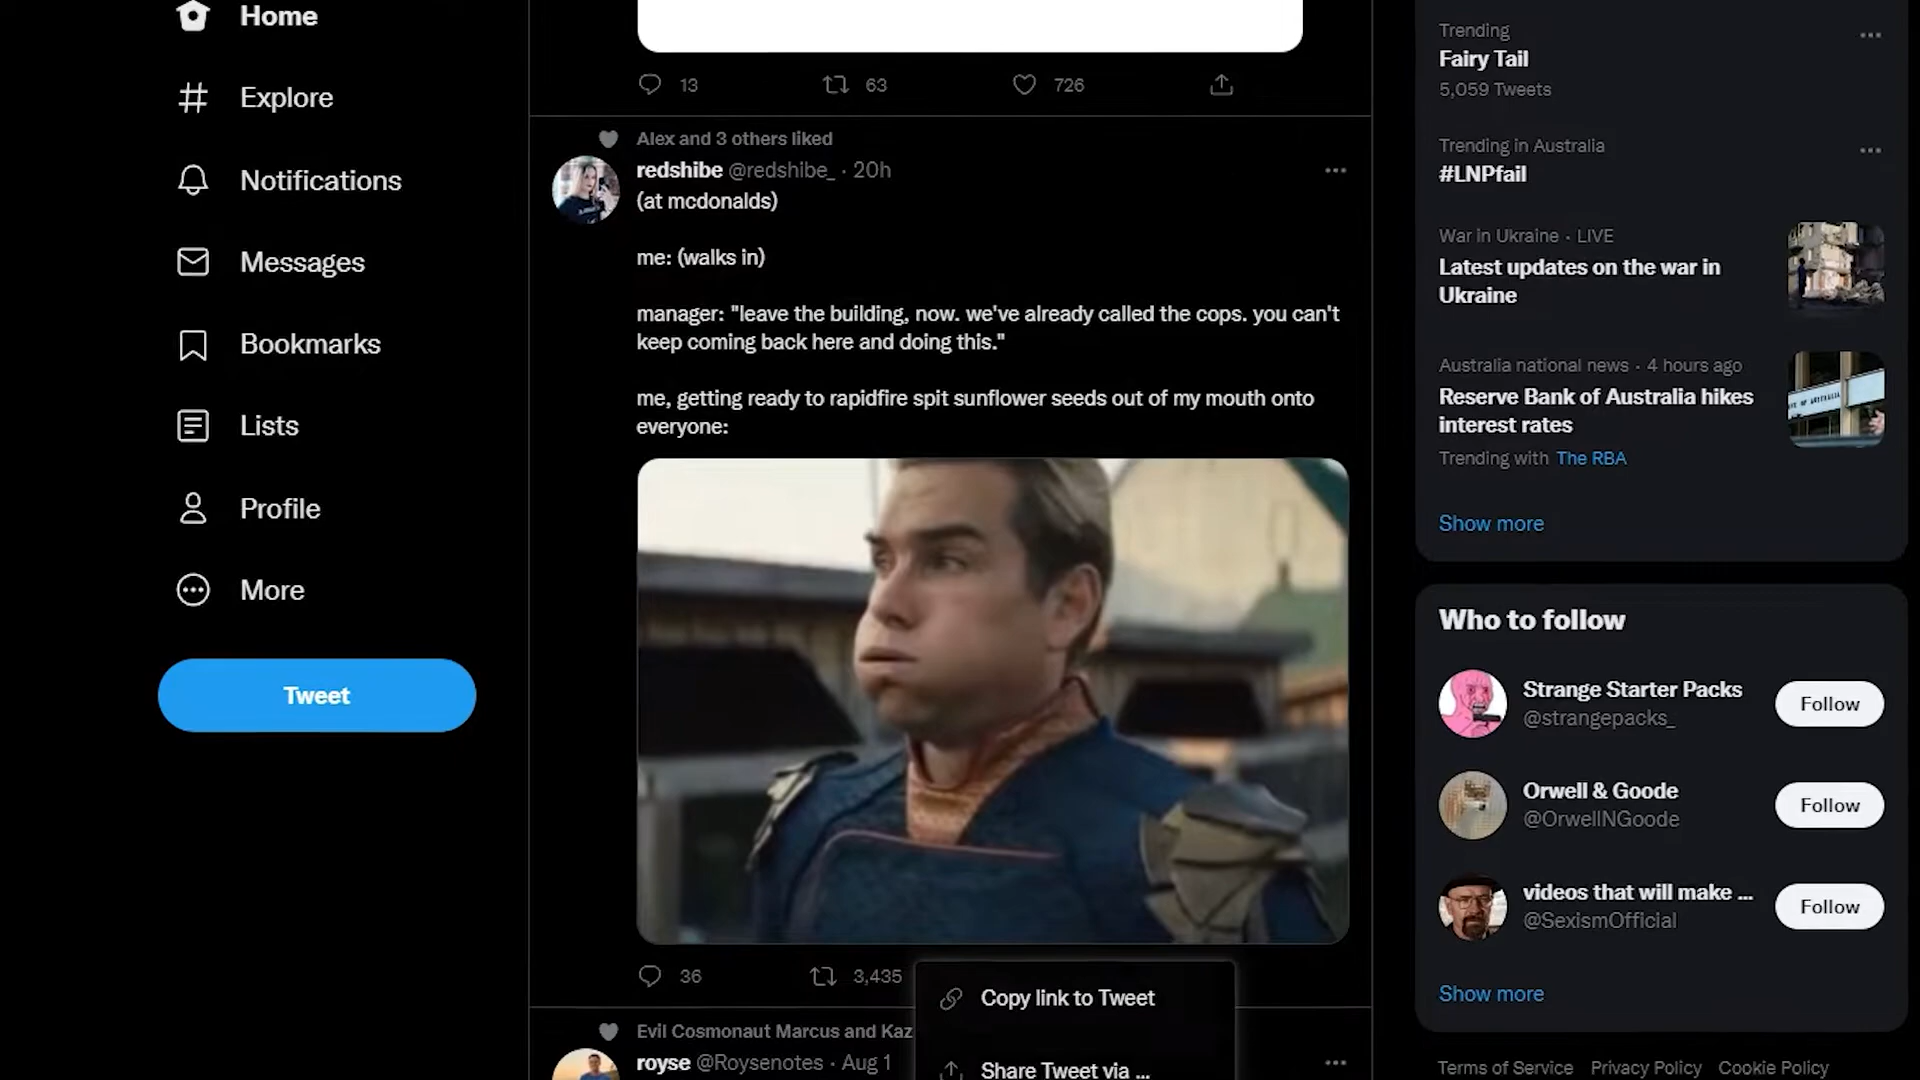 Home
Explore
Notifications
Messages
Bookmarks
Lists
Profile
More
Tweet
13 63 726
Alex and 3 others liked
redshibe @redshibe_ · 20h
(at mcdonalds)
me: (walks in)
manager: "leave the building, now. we've already called the cops. you can't
keep coming back here and doing this."
me, getting ready to rapidfire spit sunflower seeds out of my mouth onto
everyone:
36 3,435
Copy link to Tweet
Share Tweet via ...
Evil Cosmonaut Marcus and Kaz
royse @Roysenotes · Aug 1
Trending
Fairy Tail
5,059 Tweets
Trending in Australia
#LNPfail
War in Ukraine · LIVE
Latest updates on the war in
Ukraine
Australia national news · 4 hours ago
Reserve Bank of Australia hikes
interest rates
Trending with The RBA
Show more
Who to follow
Strange Starter Packs
@strangepacks_
Follow
Orwell & Goode
@OrwellNGoode
Follow
videos that will make ...
@SexismOfficial
Follow
Show more
Terms of Service Privacy Policy Cookie Policy